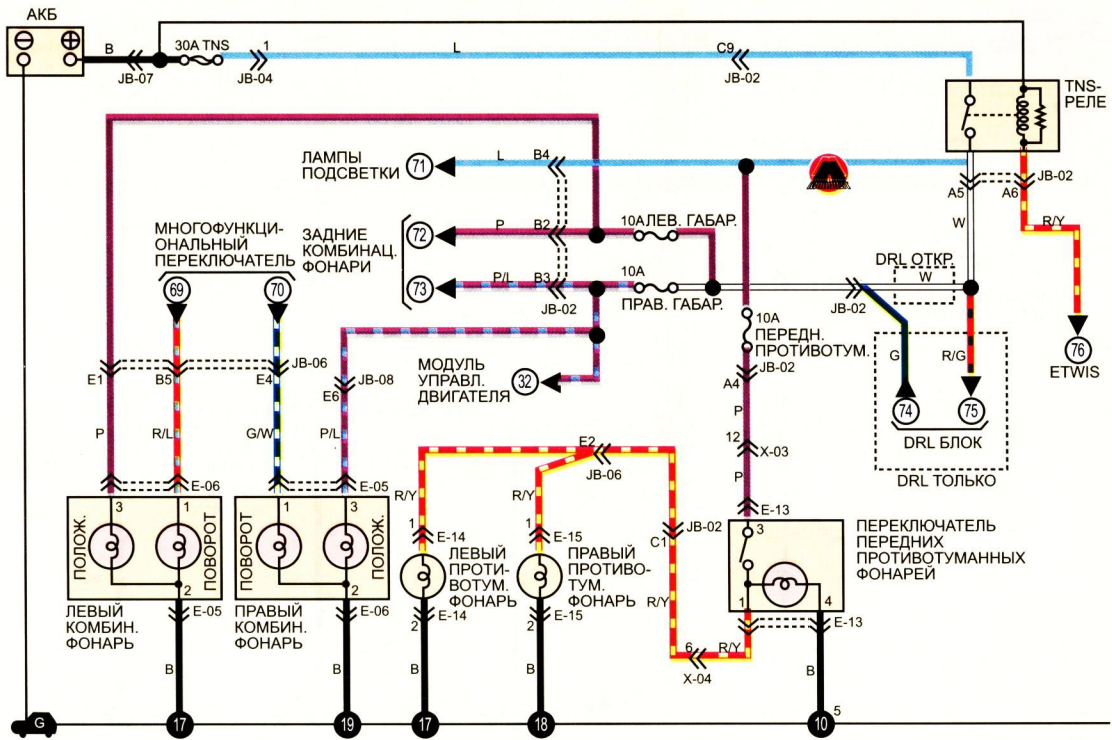 АКБ
B
JB-07
30A TNS
1
JB-04
L
C9
JB-02
TNS-
РЕЛЕ
ЛАМПЫ
ПОДСВЕТКИ
71
L
B4
A5
A6
JB-02
W
R/Y
МНОГОФУНКЦИ-
ОНАЛЬНЫЙ
ПЕРЕКЛЮЧАТЕЛЬ
69
70
ЗАДНИЕ
КОМБИНАЦ.
ФОНАРИ
72
P
B2
10А ЛЕВ. ГАБАР.
73
P/L
B3
JB-02
10A
ПРАВ. ГАБАР.
DRL ОТКР.
W
JB-02
10A
ПЕРЕДН.
ПРОТИВОТУМ.
JB-02
A4
G
R/G
76
ETWIS
74
75
DRL БЛОК
DRL ТОЛЬКО
МОДУЛЬ
УПРАВЛ.
ДВИГАТЕЛЯ
32
E1
B5
E4
JB-06
E6
JB-08
P
R/L
G/W
P/L
P
12
X-03
P
E-13
E2
JB-06
R/Y
R/Y
JB-02
C1
R/Y
E-06
E-05
3
1
1
3
ПОЛОЖ.
ПОВОРОТ
ПОВОРОТ
ПОЛОЖ.
2
2
1
E-14
1
E-15
ЛЕВЫЙ
ПРОТИ-
ВОТУМ.
ФОНАРЬ
ПРАВЫЙ
ПРОТИВО-
ТУМ.
ФОНАРЬ
3
1
4
ПЕРЕКЛЮЧАТЕЛЬ
ПЕРЕДНИХ
ПРОТИВОТУМАННЫХ
ФОНАРЕЙ
ЛЕВЫЙ
КОМБИН.
ФОНАРЬ
E-05
ПРАВЫЙ
КОМБИН.
ФОНАРЬ
E-06
E-14
2
E-15
2
E-13
6
X-04
R/Y
B
B
B
B
B
G
17
19
17
18
10
5